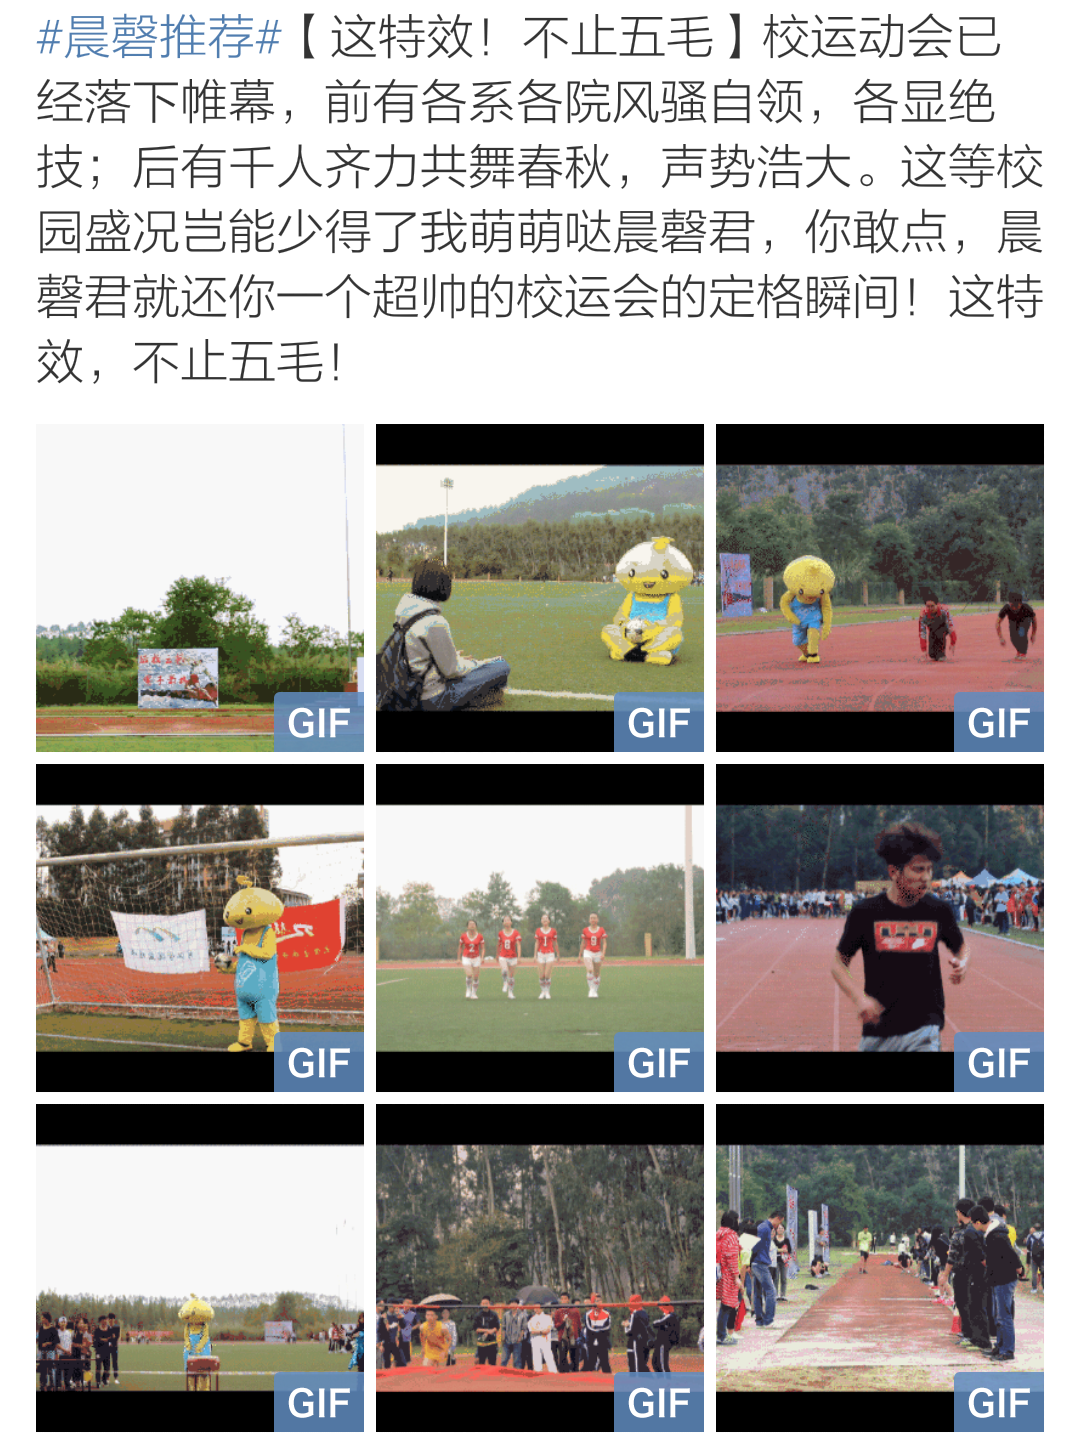 #晨磬推荐#【这特效！不止五毛】校运动会已
经落下帷幕，前有各系各院风骚自领，各显绝
技；后有千人齐力共舞春秋，声势浩大。这等校
园盛况岂能少得了我萌萌哒晨磬君，你敢点，晨
磬君就还你一个超帅的校运会的定格瞬间！这特
效，不止五毛！
GIF
GIF
GIF
GIF
GIF
GIF
GIF
GIF
GIF